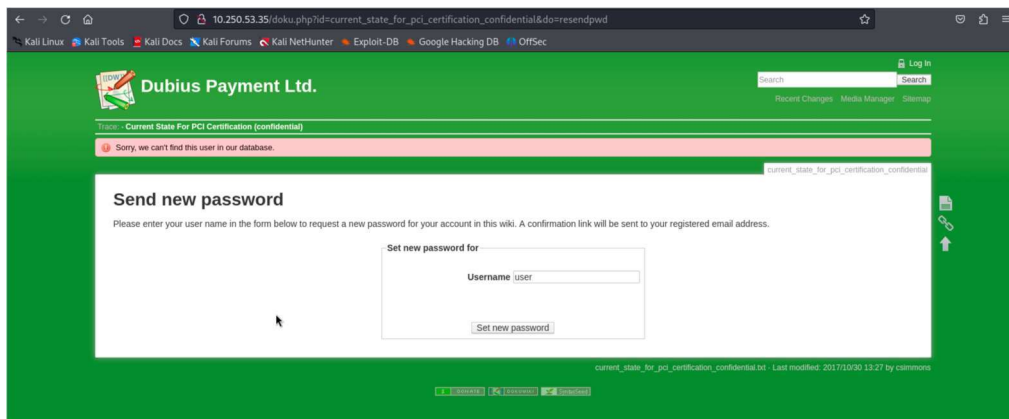 10.250.53.35/doku.php?id=current_state_for_pci_certification_confidential&do=resendpwd
Kali Linux Kali Tools Kali Docs Kali Forums Kali NetHunter Exploit-DB Google Hacking DB OffSec
Log In
[[DW]]
Dubius Payment Ltd.
Search Search
Recent Changes Media Manager Sitemap
Trace: • Current State For PCI Certification (confidential)
Sorry, we can't find this user in our database.
current_state_for_pci_certification_confidential
Send new password
Please enter your user name in the form below to request a new password for your account in this wiki. A confirmation link will be sent to your registered email address.
Set new password for
Username user
Set new password
current_state_for_pci_certification_confidential.txt · Last modified: 2017/10/30 13:27 by csimmons
DONATE DOKUWIKI